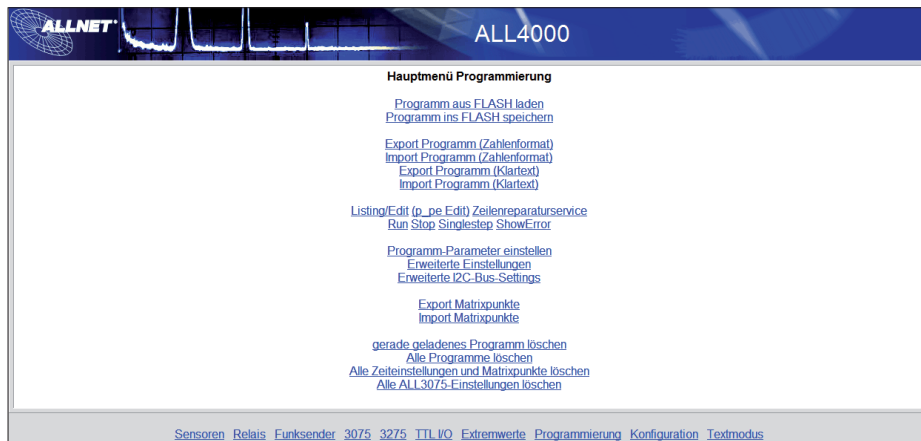 ALLNET
ALL4000
Hauptmenü Programmierung
Programm aus FLASH laden
Programm ins FLASH speichern
Export Programm (Zahlenformat)
Import Programm (Zahlenformat)
Export Programm (Klartext)
Import Programm (Klartext)
Listing/Edit (p_pe Edit) Zeilenreparaturservice
Run Stop Singlestep ShowError
Programm-Parameter einstellen
Erweiterte Einstellungen
Erweiterte I2C-Bus-Settings
Export Matrixpunkte
Import Matrixpunkte
gerade geladenes Programm löschen
Alle Programme löschen
Alle Zeiteinstellungen und Matrixpunkte löschen
Alle ALL3075-Einstellungen löschen
Sensoren Relais Funksender 3075 3275 TTL I/O Extremwerte Programmierung Konfiguration Textmodus